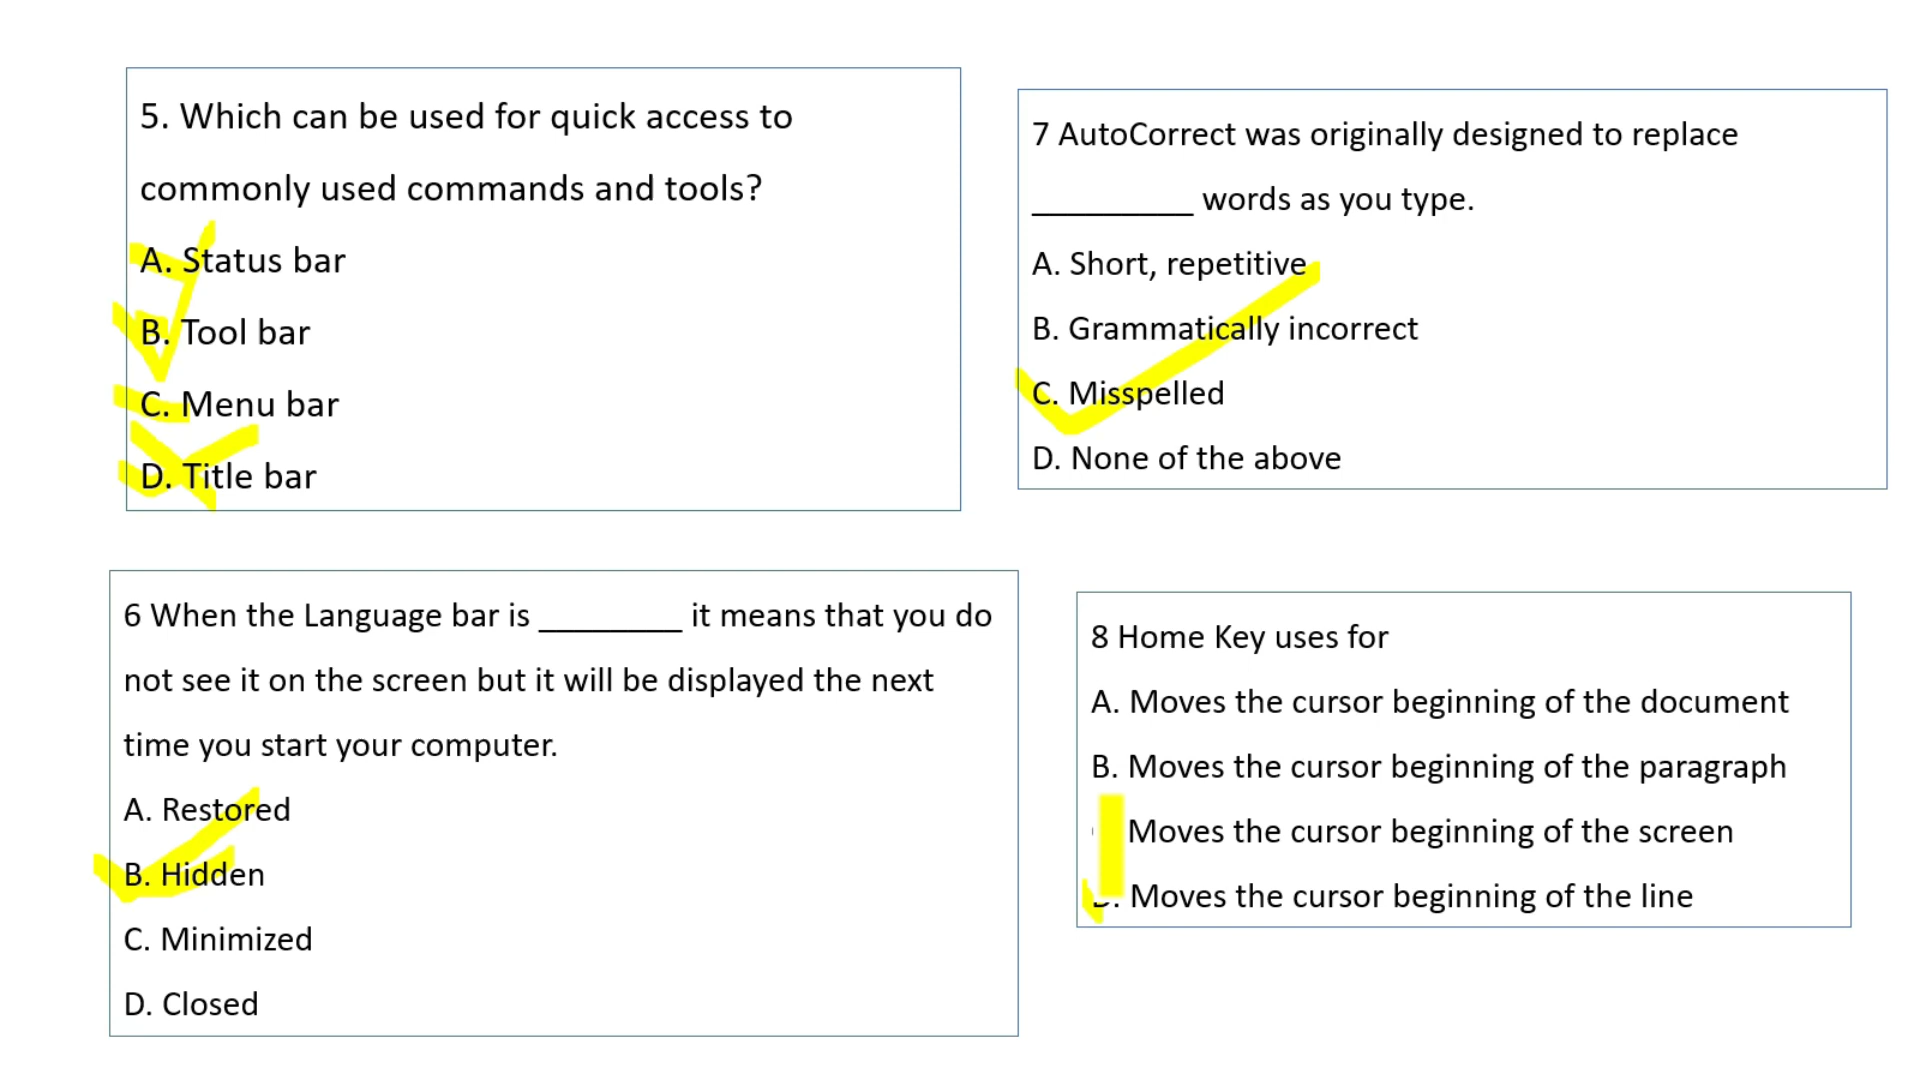 5. Which can be used for quick access to
commonly used commands and tools?
A. Status bar
B. Tool bar
C. Menu bar
D. Title bar
6 When the Language bar is ________ it means that you do
not see it on the screen but it will be displayed the next
time you start your computer.
A. Restored
B. Hidden
C. Minimized
D. Closed
7 AutoCorrect was originally designed to replace
_________ words as you type.
A. Short, repetitive
B. Grammatically incorrect
C. Misspelled
D. None of the above
8 Home Key uses for
A. Moves the cursor beginning of the document
B. Moves the cursor beginning of the paragraph
Moves the cursor beginning of the screen
Moves the cursor beginning of the line